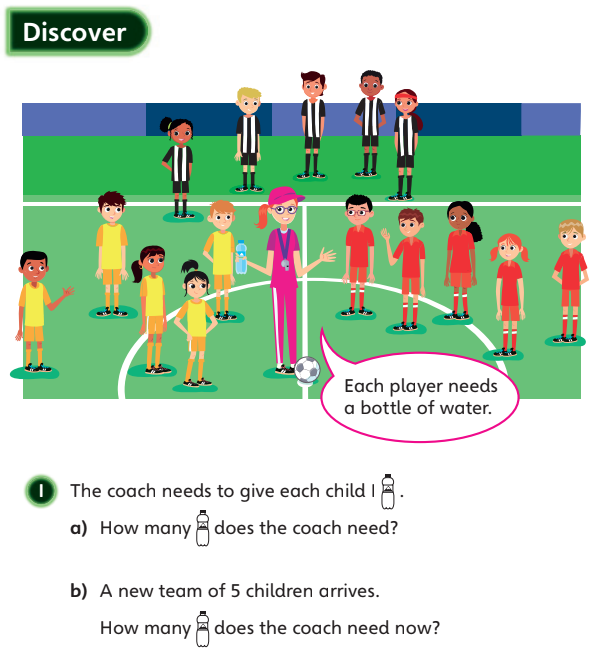 Discover
Each player needs
a bottle of water.
1 The coach needs to give each child 1 .
a) How many does the coach need?
b) A new team of 5 children arrives.
How many does the coach need now?